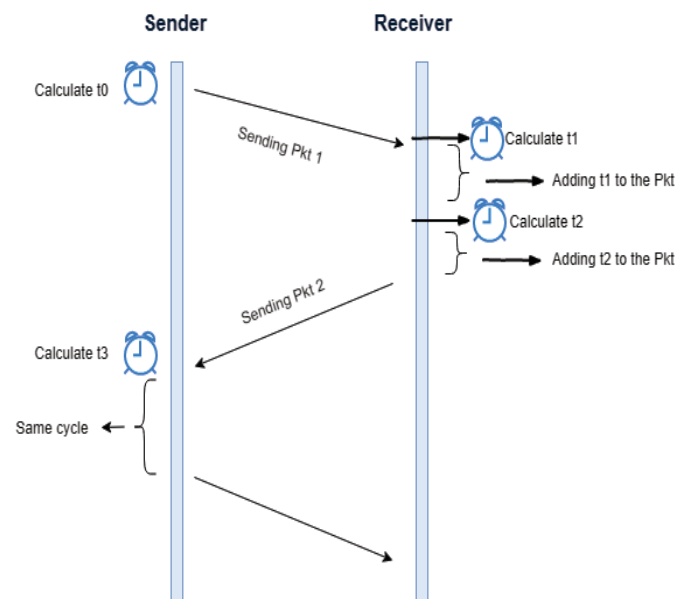 Sender
Receiver
Calculate t0
Sending Pkt 1
Calculate t1
Adding t1 to the Pkt
Calculate t2
Adding t2 to the Pkt
Sending Pkt 2
Calculate t3
Same cycle